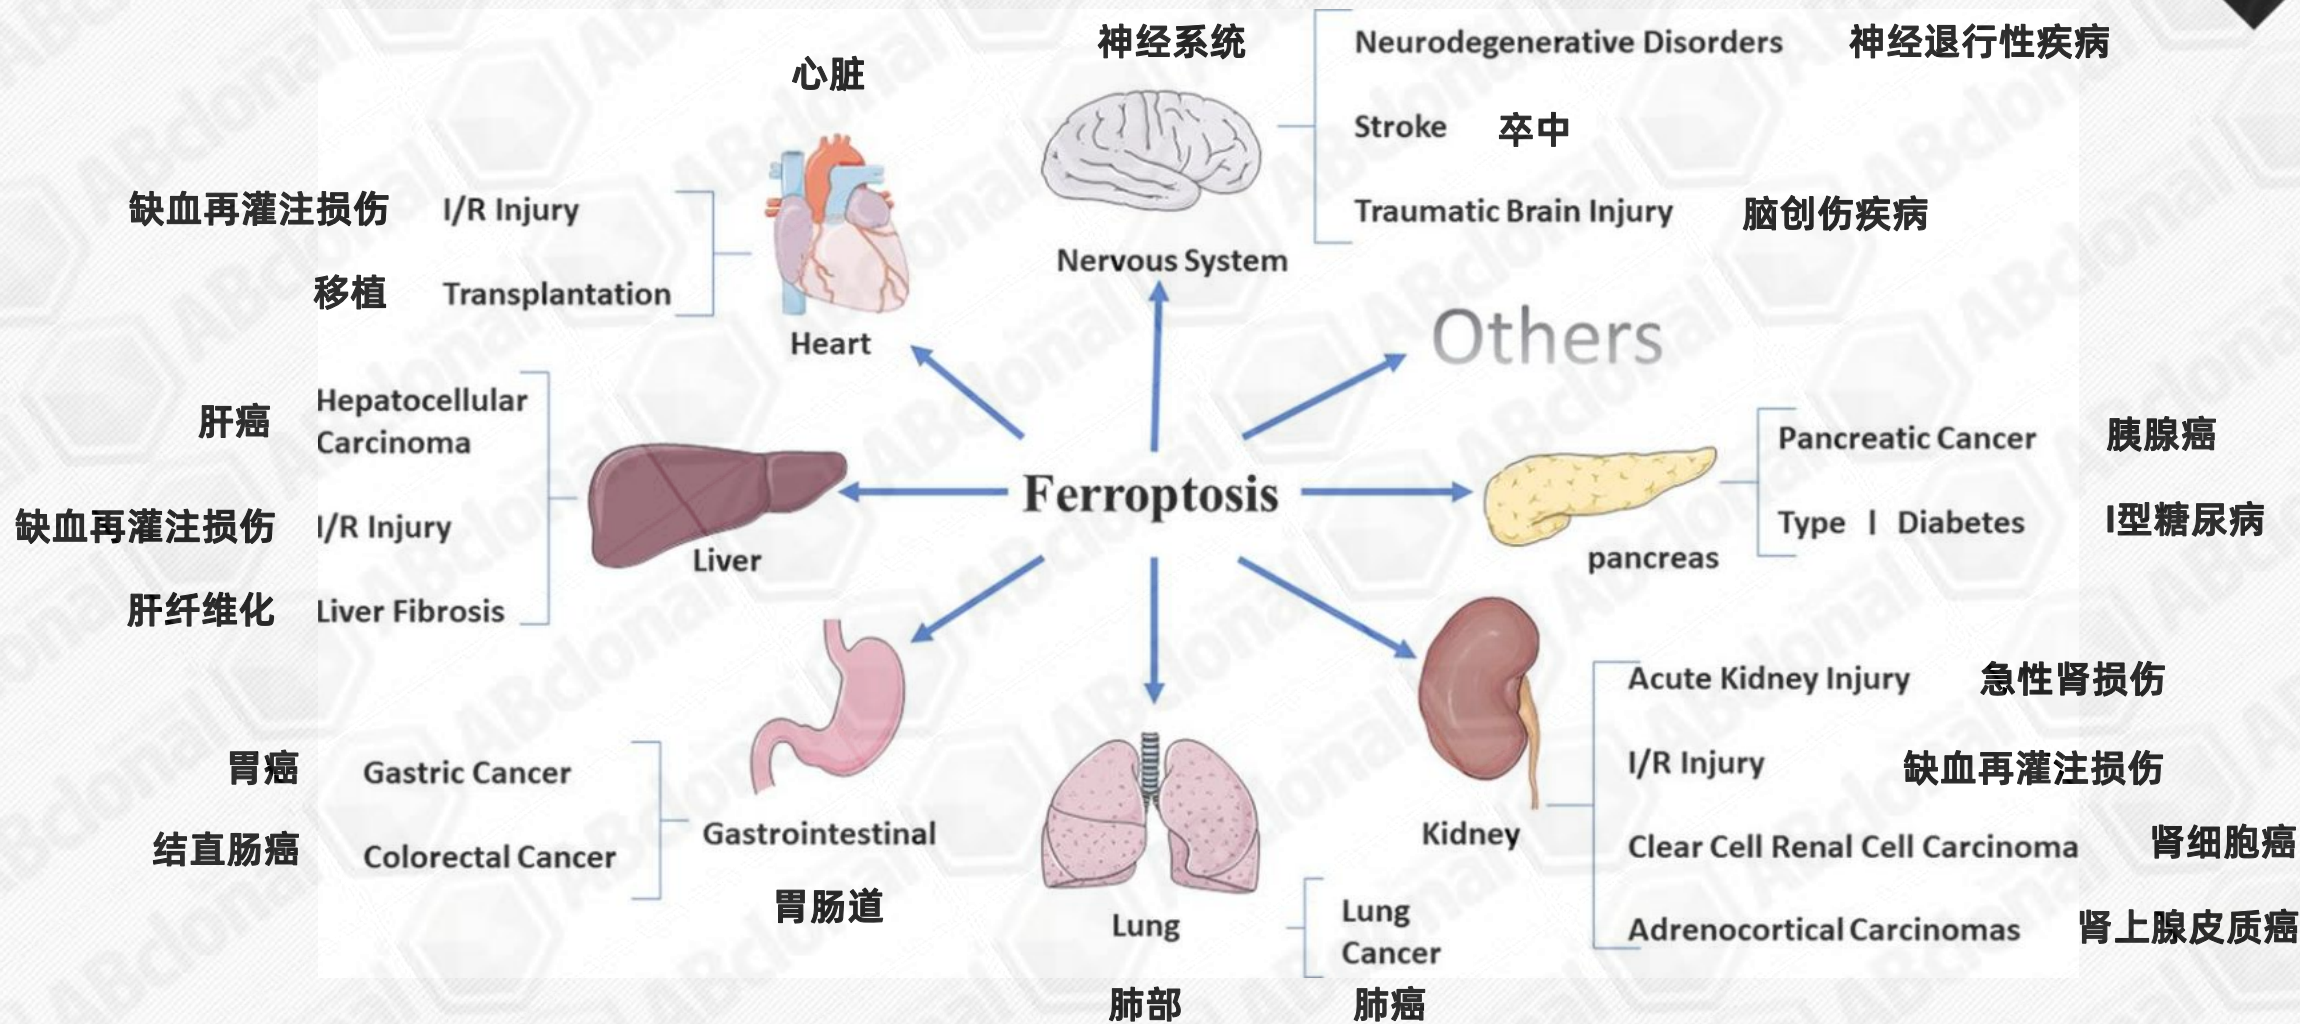 心脏
缺血再灌注损伤 I/R Injury
移植 Transplantation
Heart
神经系统
Nervous System
Neurodegenerative Disorders 神经退行性疾病
Stroke 卒中
Traumatic Brain Injury 脑创伤疾病
Others
肝癌
Hepatocellular
Carcinoma
缺血再灌注损伤 I/R Injury
肝纤维化 Liver Fibrosis
Liver
Ferroptosis
pancreas
Pancreatic Cancer 胰腺癌
Type I Diabetes I型糖尿病
胃癌 Gastric Cancer
结直肠癌 Colorectal Cancer
Gastrointestinal
胃肠道
Lung
肺部
Lung
Cancer
肺癌
Kidney
Acute Kidney Injury 急性肾损伤
I/R Injury 缺血再灌注损伤
Clear Cell Renal Cell Carcinoma 肾细胞癌
Adrenocortical Carcinomas 肾上腺皮质癌
ABclonal